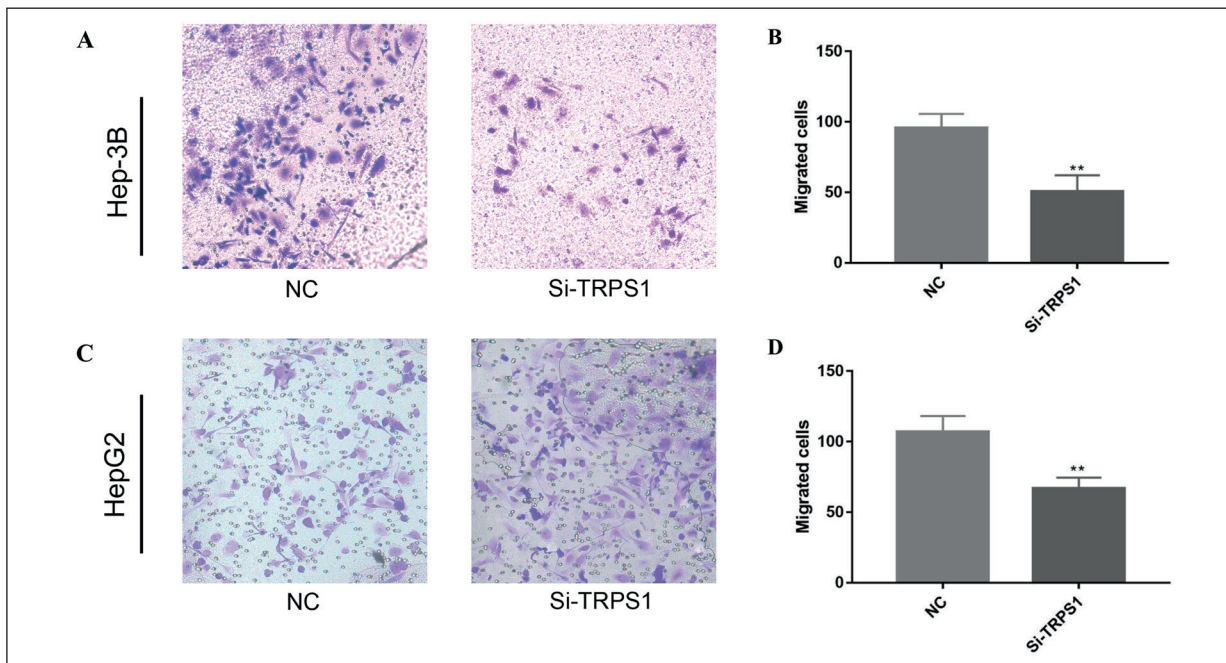 A
Hep-3B
NC
Si-TRPS1
B
Migrated cells
150
100
50
0
**
NC
Si-TRPS1
C
HepG2
NC
Si-TRPS1
D
Migrated cells
150
100
50
0
**
NC
Si-TRPS1